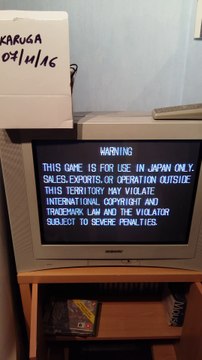 KARUGA
07/11/16
WARNING
THIS GAME IS FOR USE IN JAPAN ONLY.
SALES,EXPORTS,OR OPERATION OUTSIDE
THIS TERRITORY MAY VIOLATE
INTERNATIONAL COPYRIGHT AND
TRADEMARK LAW AND THE VIOLATOR
SUBJECT TO SEVERE PENALTIES.